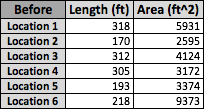 Before Length (ft) Area (ft^2)
Location 1 318 5931
Location 2 170 2595
Location 3 312 4124
Location 4 305 3172
Location 5 193 3374
Location 6 218 9373